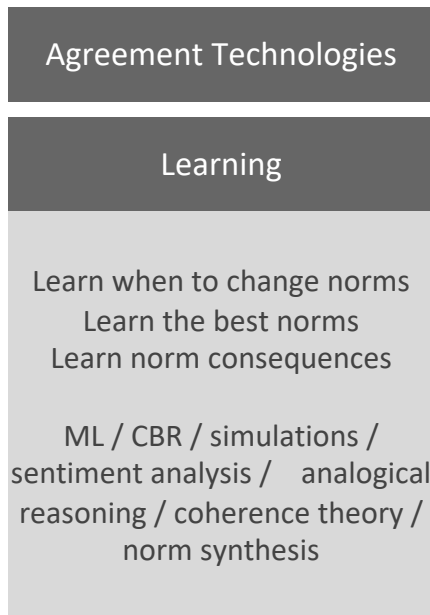 Agreement Technologies
Learning
Learn when to change norms
Learn the best norms
Learn norm consequences
ML / CBR / simulations /
sentiment analysis / analogical
reasoning / coherence theory /
norm synthesis